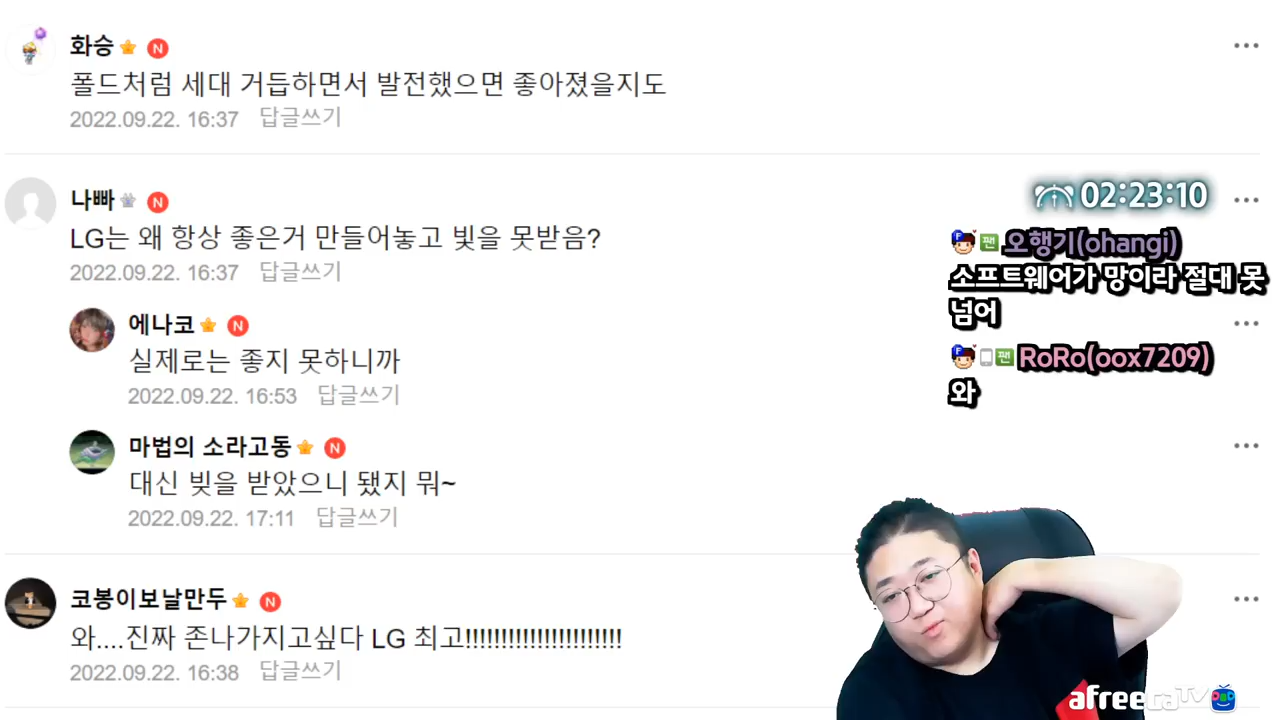 화승 N
폴드처럼 세대 거듭하면서 발전했으면 좋아졌을지도
2022.09.22. 16:37 답글쓰기
나빠 N
LG는 왜 항상 좋은거 만들어놓고 빛을 못받음?
2022.09.22. 16:37 답글쓰기
에나코 N
실제로는 좋지 못하니까
2022.09.22. 16:53 답글쓰기
마법의 소라고동 N
대신 빚을 받았으니 됐지 뭐~
2022.09.22. 17:11 답글쓰기
코봉이보날만두 N
와....진짜 존나가지고싶다 LG 최고!!!!!!!!!!!!!!!!!!!!!!
2022.09.22. 16:38 답글쓰기
02:23:10
F 팬 오행기(ohangi)
소프트웨어가 망이라 절대 못
넘어
F 팬 RoRo(oox7209)
와
afreecaTV